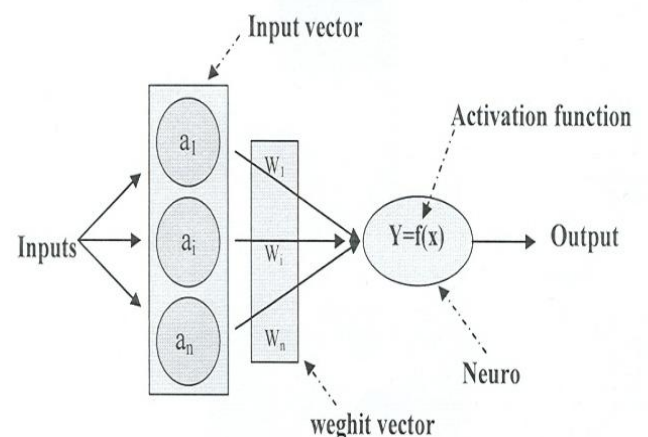 Input vector
Activation function
a1
W1
Inputs
ai
Wi
Y=f(x)
Output
an
Wn
Neuro
weghit vector